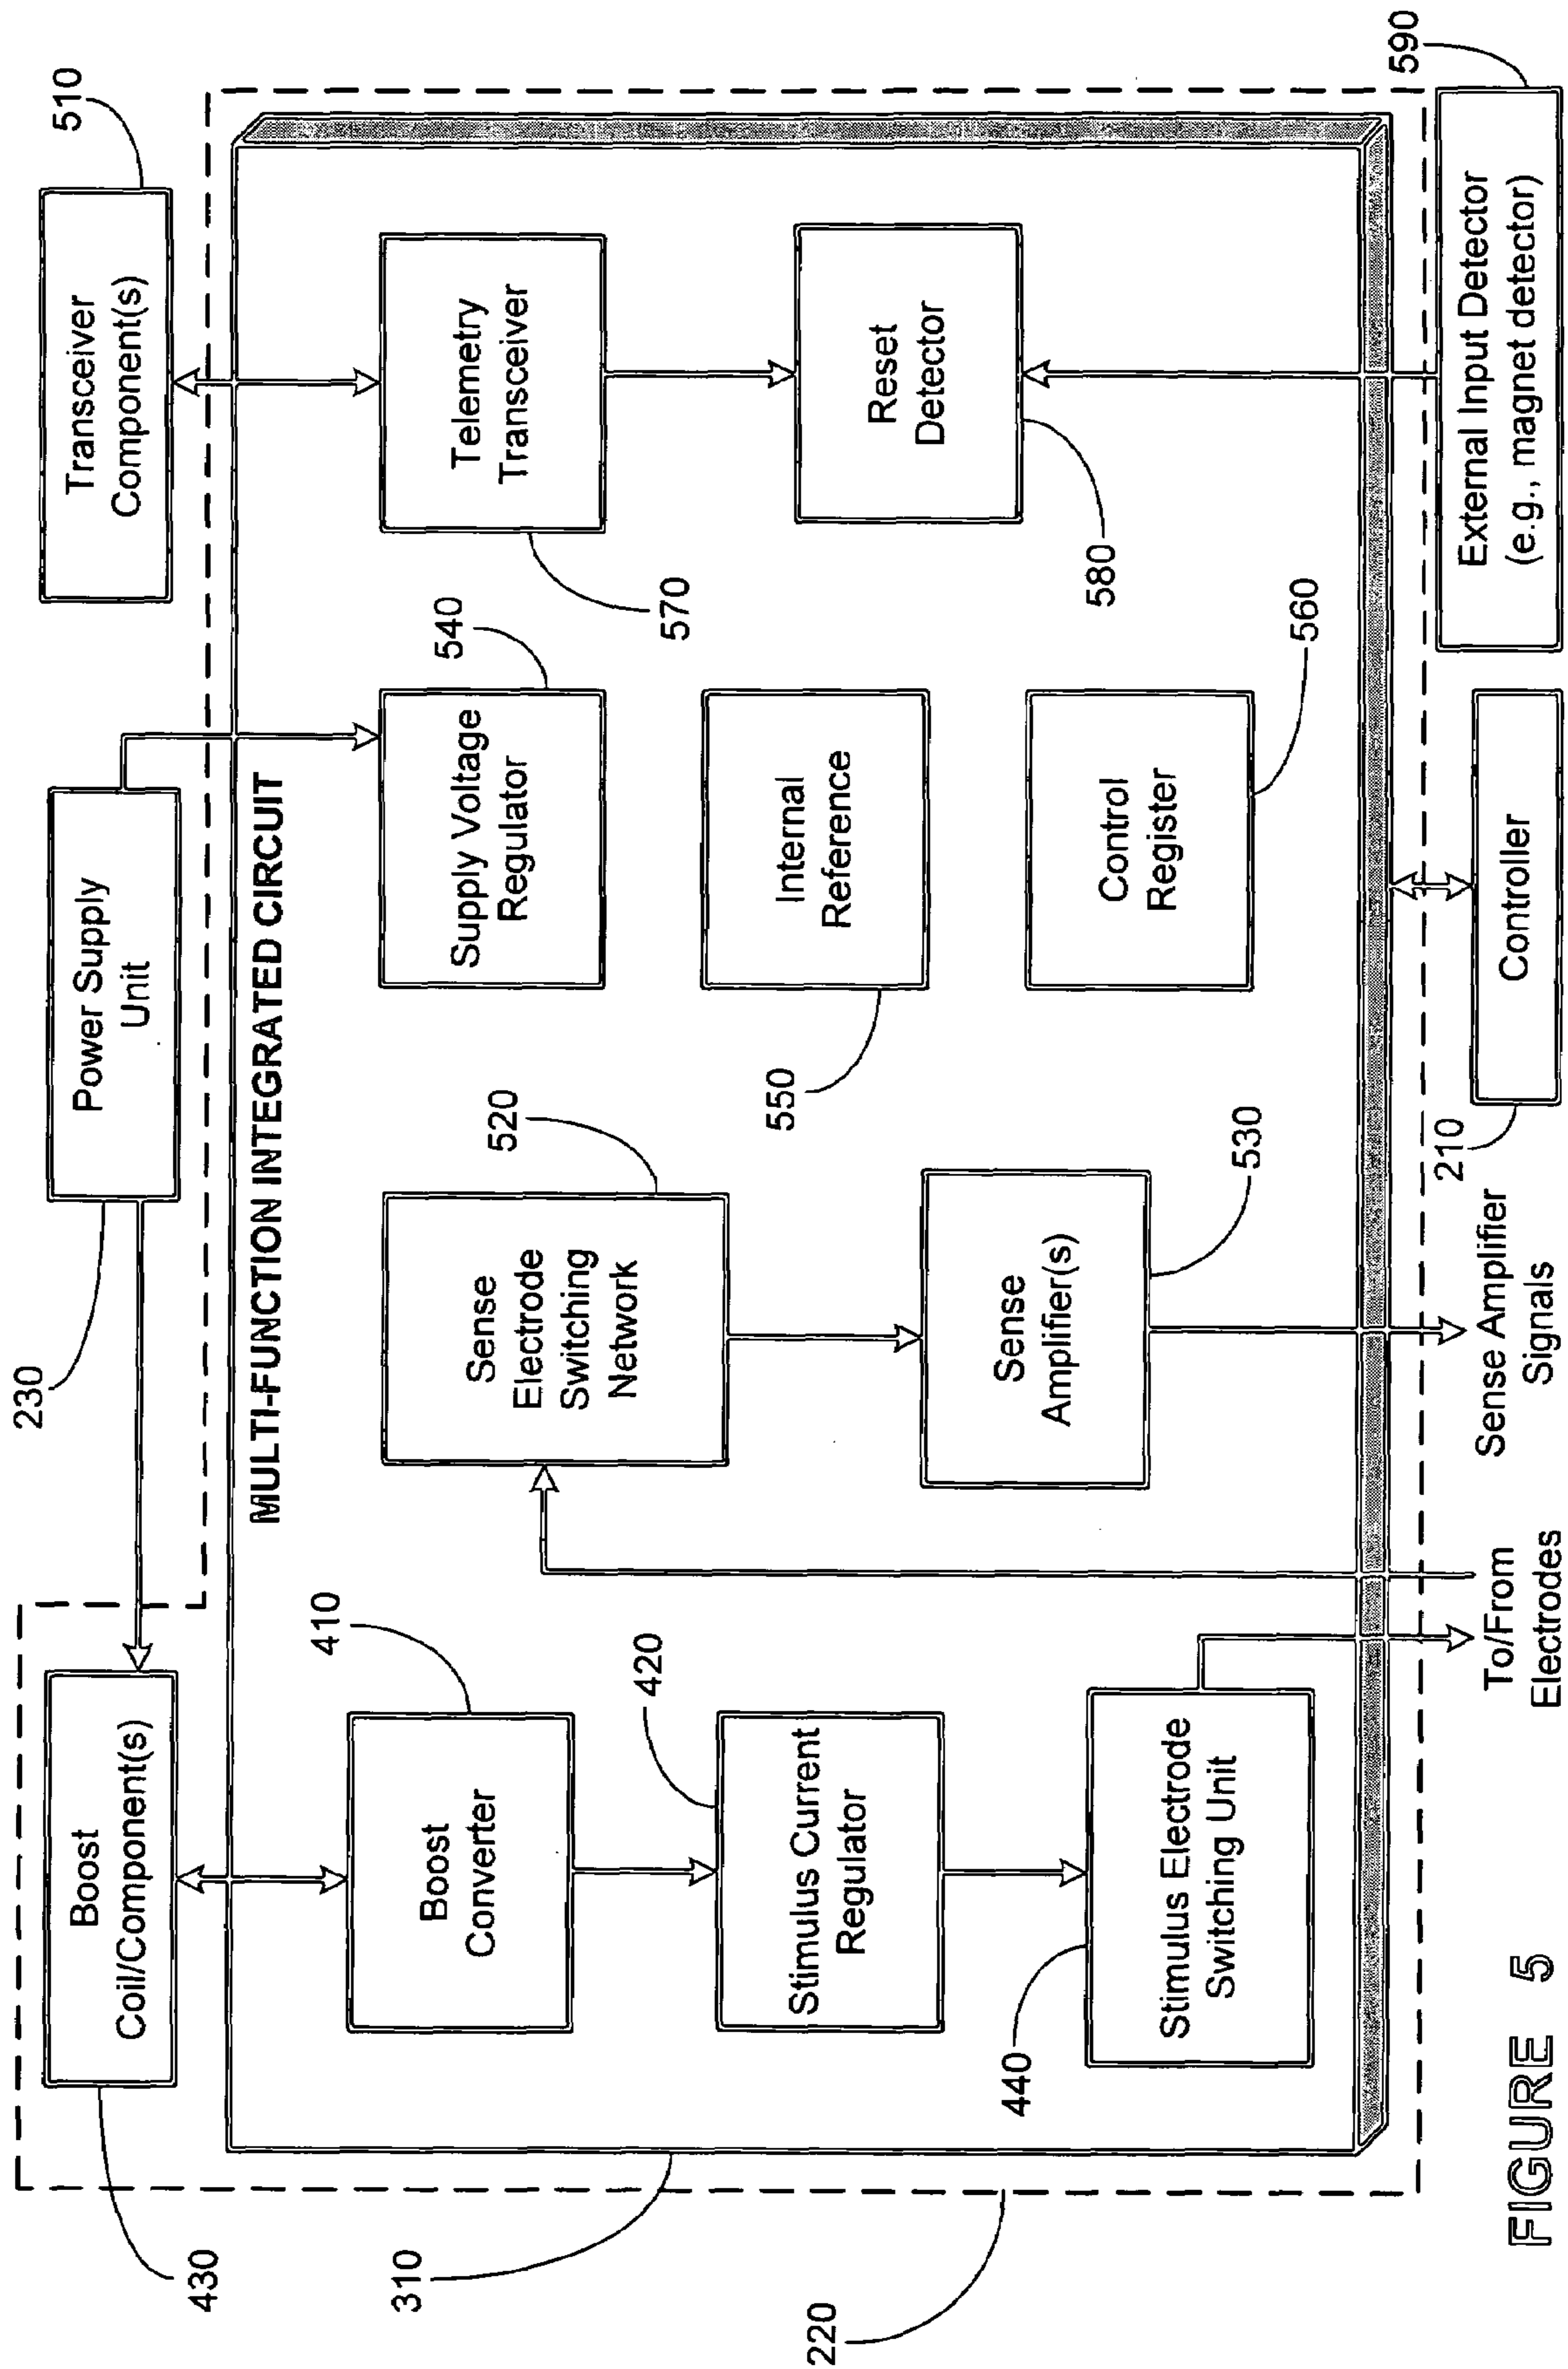 230
510
Boost
Coil/Component(s)
Power Supply
Unit
Transceiver
Component(s)
430
MULTI-FUNCTION INTEGRATED CIRCUIT
410
520
540
Boost
Converter
Sense
Electrode
Switching
Network
Supply Voltage
Regulator
Telemetry
Transceiver
310
420
550
570
Stimulus Current
Regulator
Internal
Reference
Reset
Detector
440
530
580
Sense
Amplifier(s)
Control
Register
560
Stimulus Electrode
Switching Unit
220
210
590
To/From
Electrodes
Sense Amplifier
Signals
Controller
External Input Detector
(e.g., magnet detector)
FIGURE 5